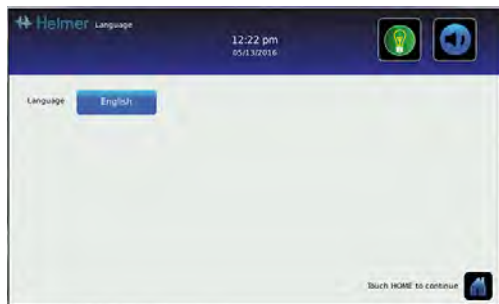 Helmer Language
12:22 pm
05/13/2016
Language English
Touch HOME to continue